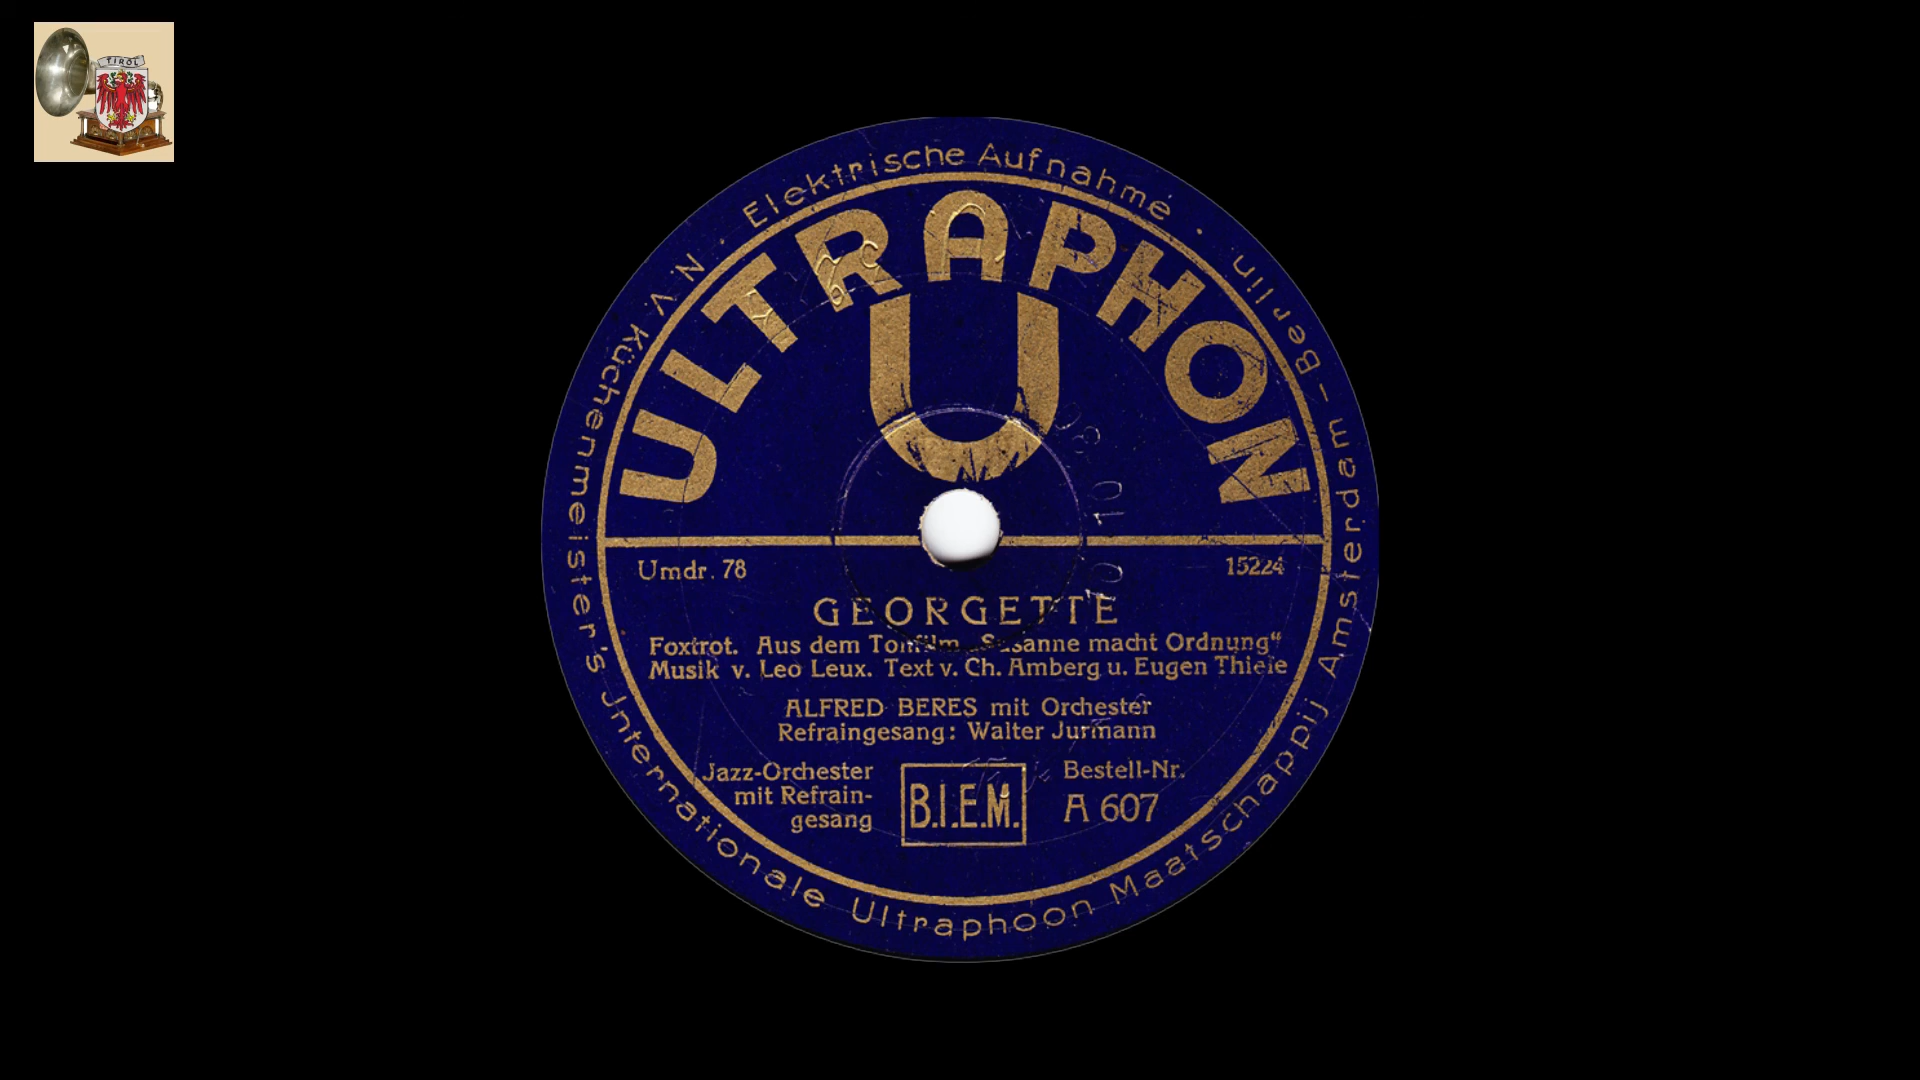 TIROL
N.V. Küchenmeister's Jnternationale Ultraphoon Maatschappij Amsterdam – Berlin.
· Elektrische Aufnahme ·
ULTRAPHON
U
Umdr. 78
15224
GEORGETTE
Foxtrot. Aus dem Tonfilm „Susanne macht Ordnung“
Musik v. Leo Leux. Text v. Ch. Amberg u. Eugen Thiele
ALFRED BERES mit Orchester
Refraingesang: Walter Jurmann
Jazz-Orchester
mit Refrain-
gesang
B.I.E.M.
Bestell-Nr.
A 607